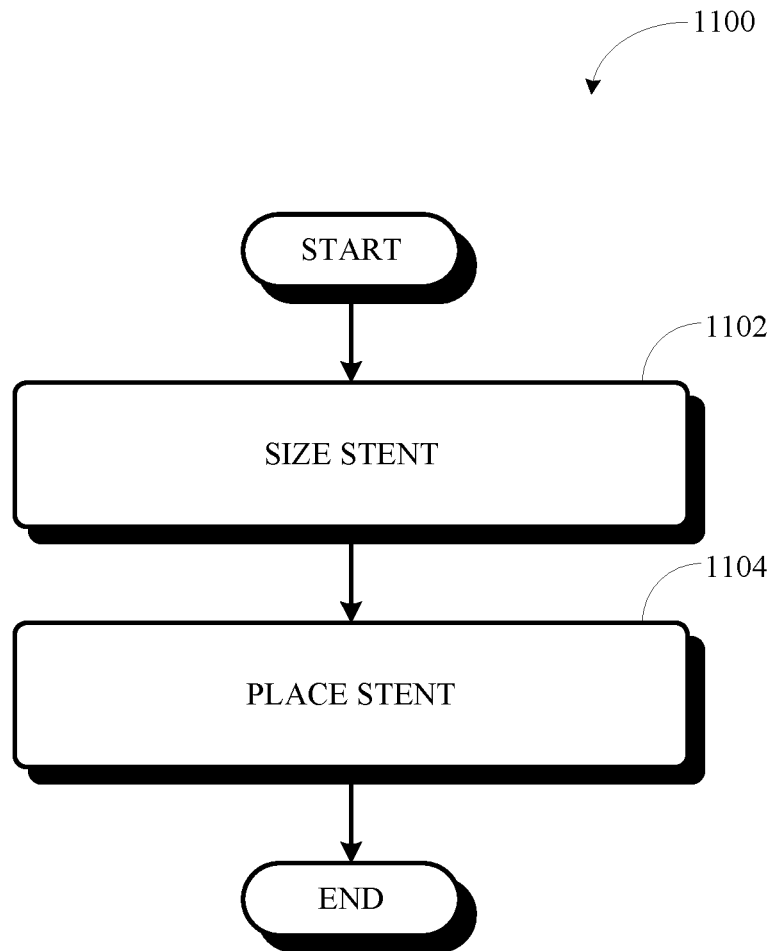 1100
START
1102
SIZE STENT
1104
PLACE STENT
END